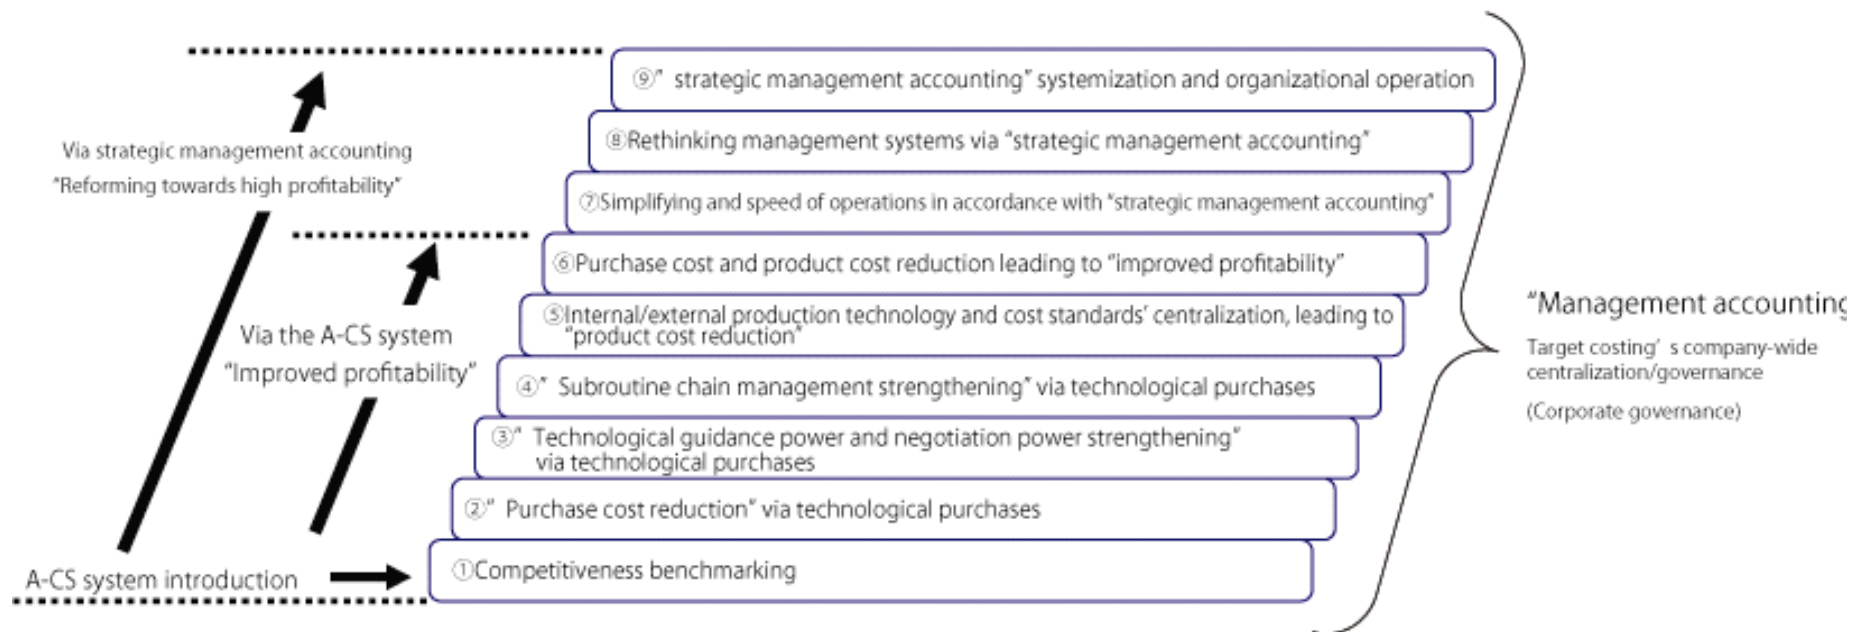 ⑨” strategic management accounting” systemization and organizational operation
⑧Rethinking management systems via “strategic management accounting”
Via strategic management accounting
“Reforming towards high profitability”
⑦Simplifying and speed of operations in accordance with “strategic management accounting”
⑥Purchase cost and product cost reduction leading to “improved profitability”
⑤Internal/external production technology and cost standards’ centralization, leading to
“product cost reduction”
Via the A-CS system
“Improved profitability”
④” Subroutine chain management strengthening” via technological purchases
③” Technological guidance power and negotiation power strengthening”
via technological purchases
②” Purchase cost reduction” via technological purchases
①Competitiveness benchmarking
A-CS system introduction
“Management accounting
Target costing’ s company-wide
centralization/governance
(Corporate governance)